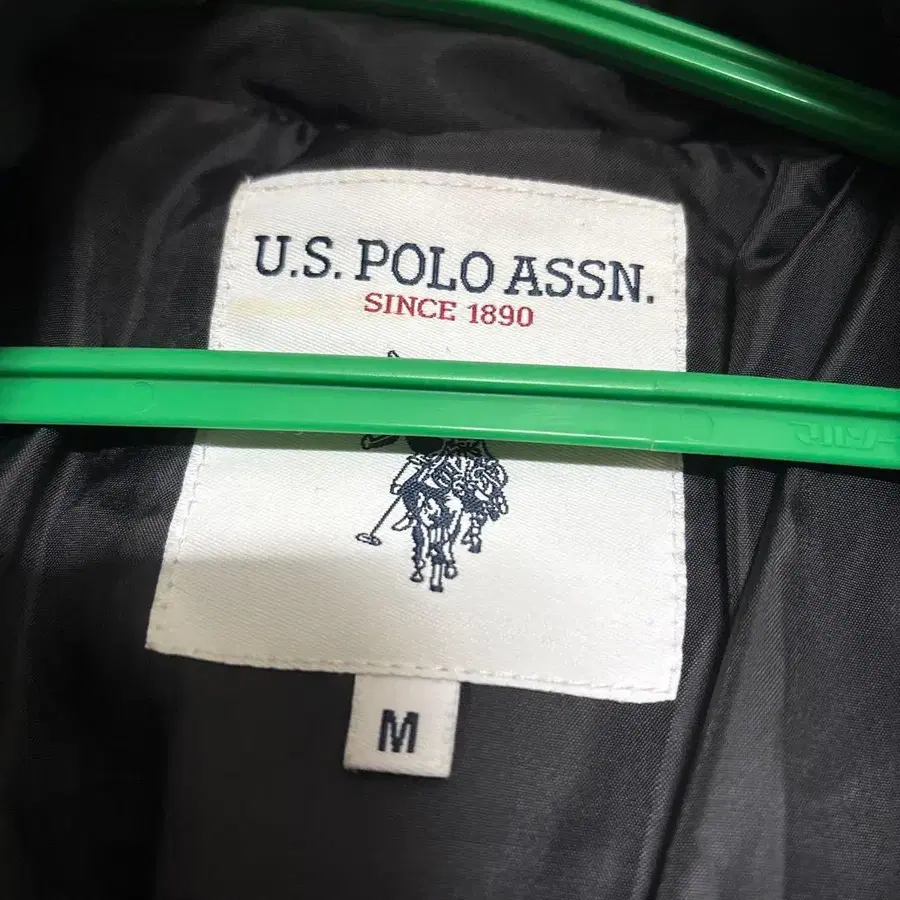 U.S. POLO ASSN.
SINCE 1890
M